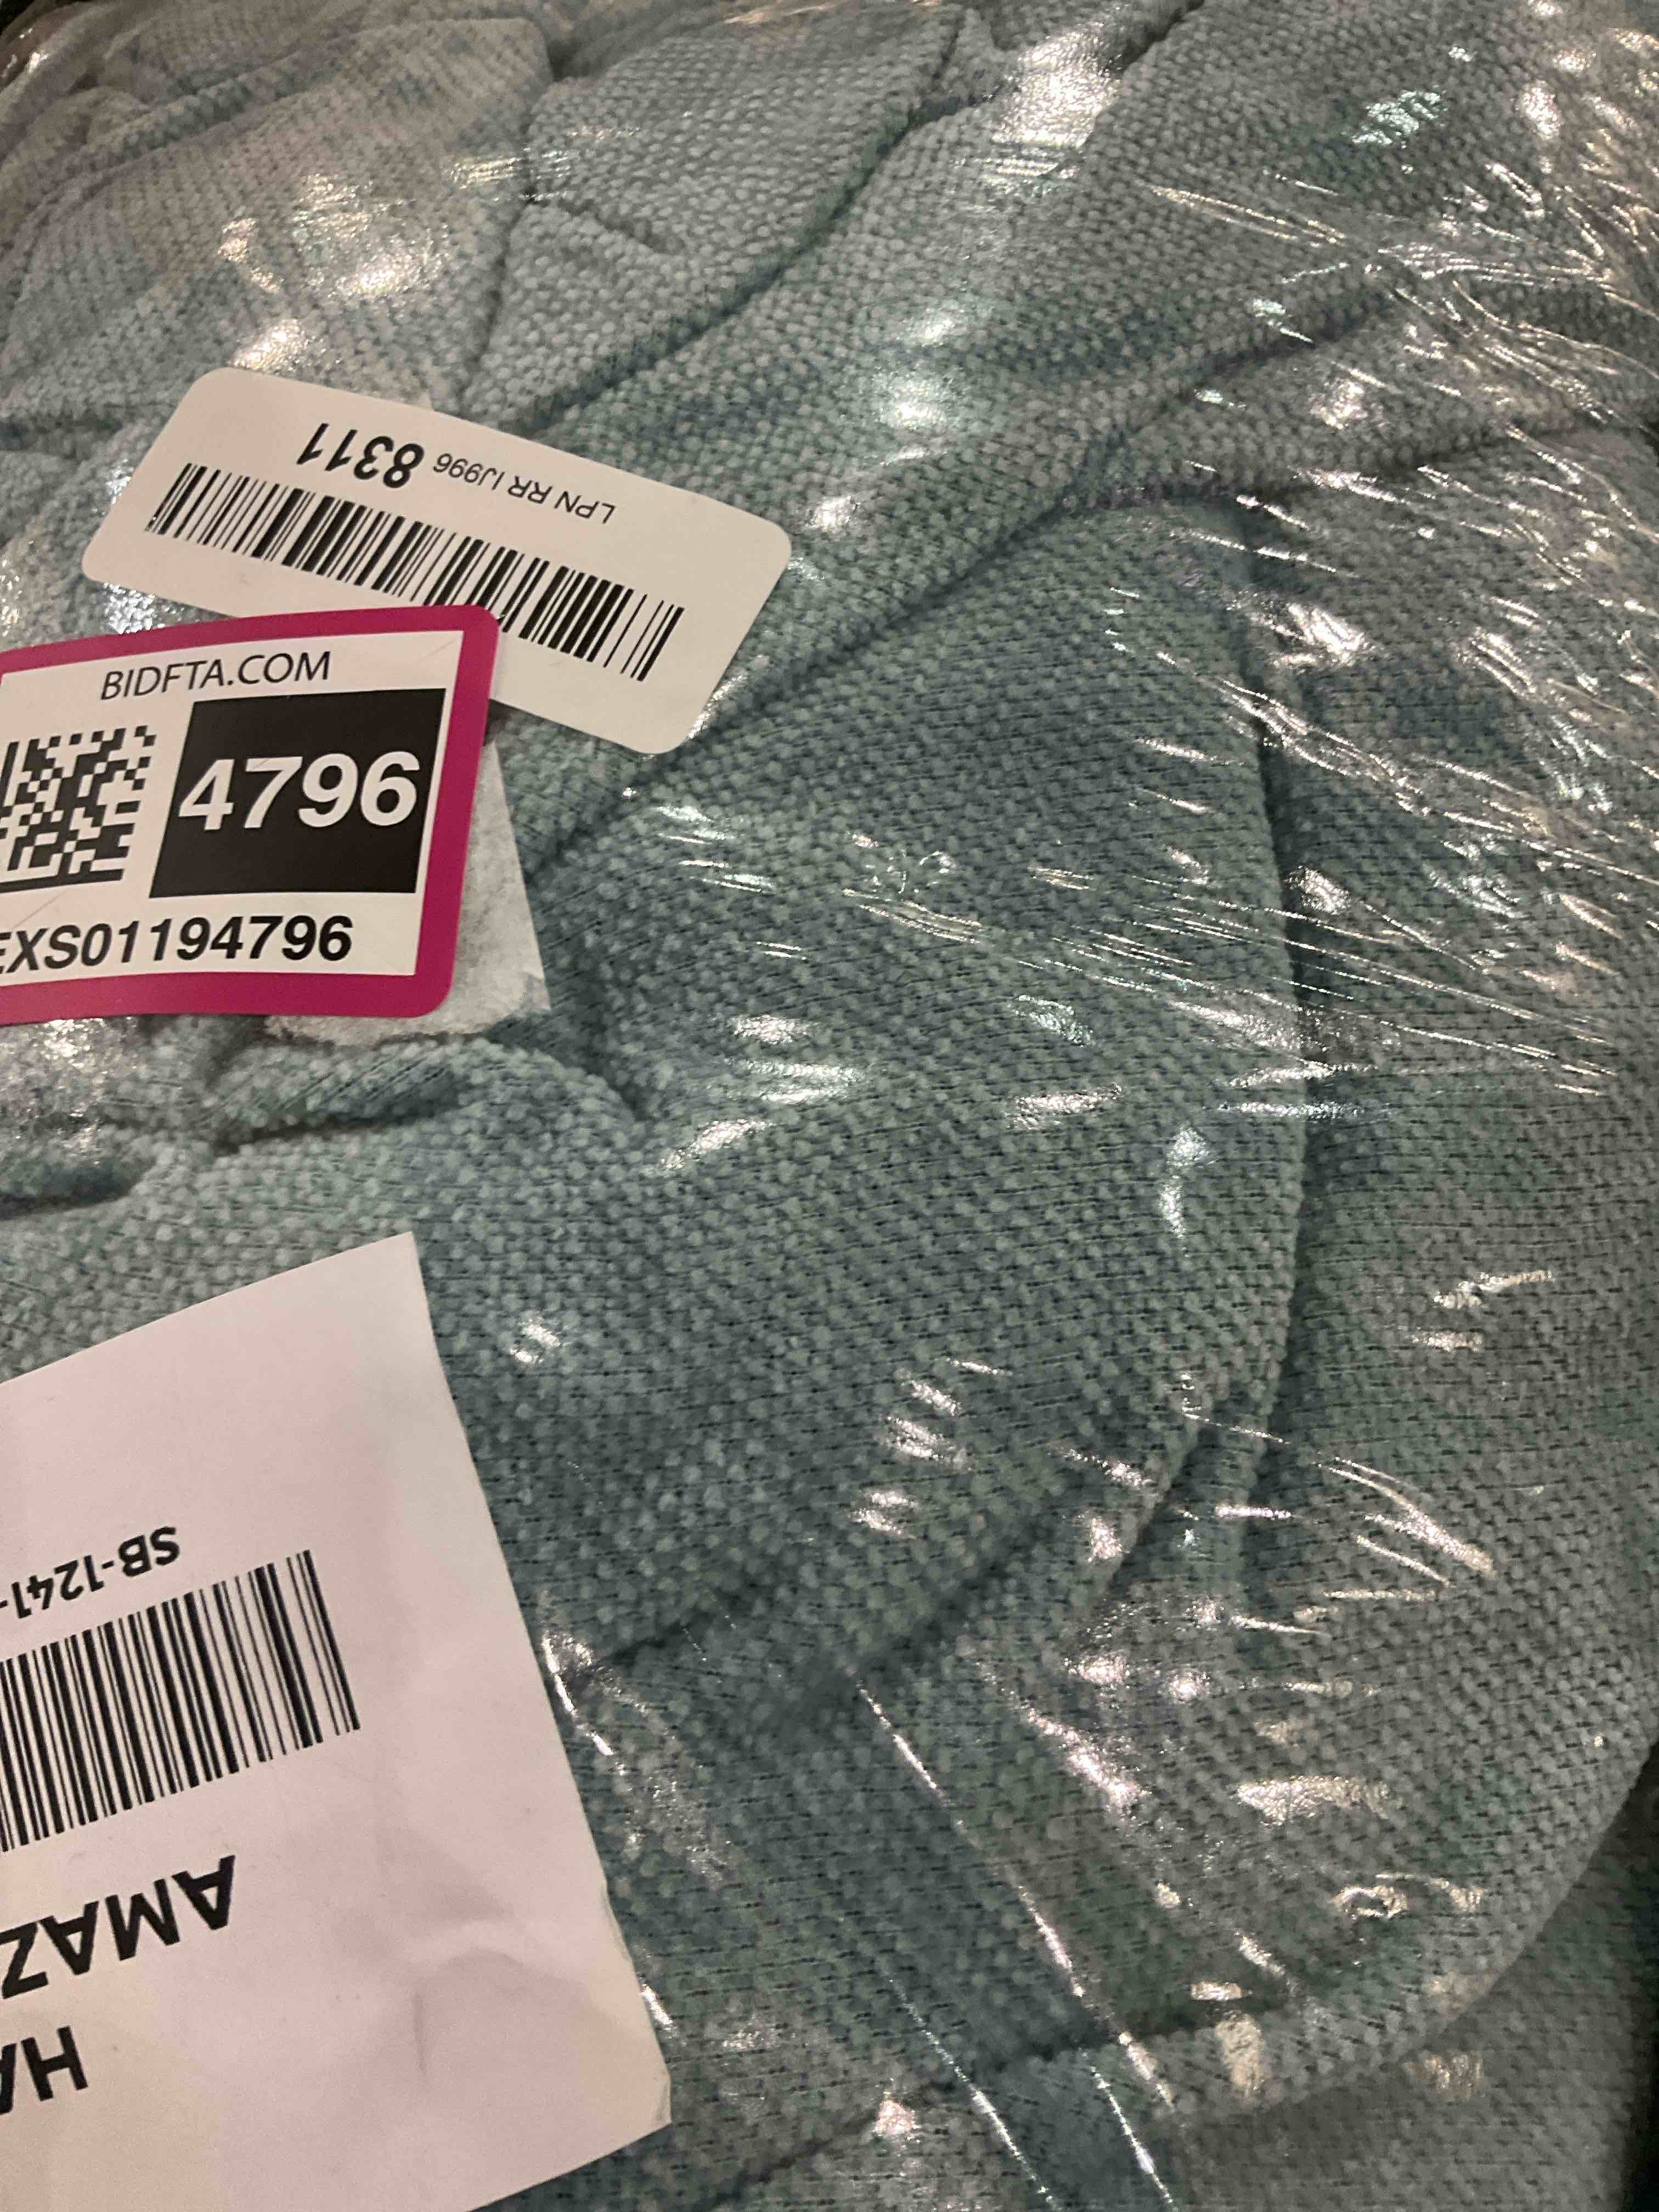 LPN RR IJ996 8311
BIDFTA.COM
4796
EXS01194796
SB-1241-
AMAZ
HA